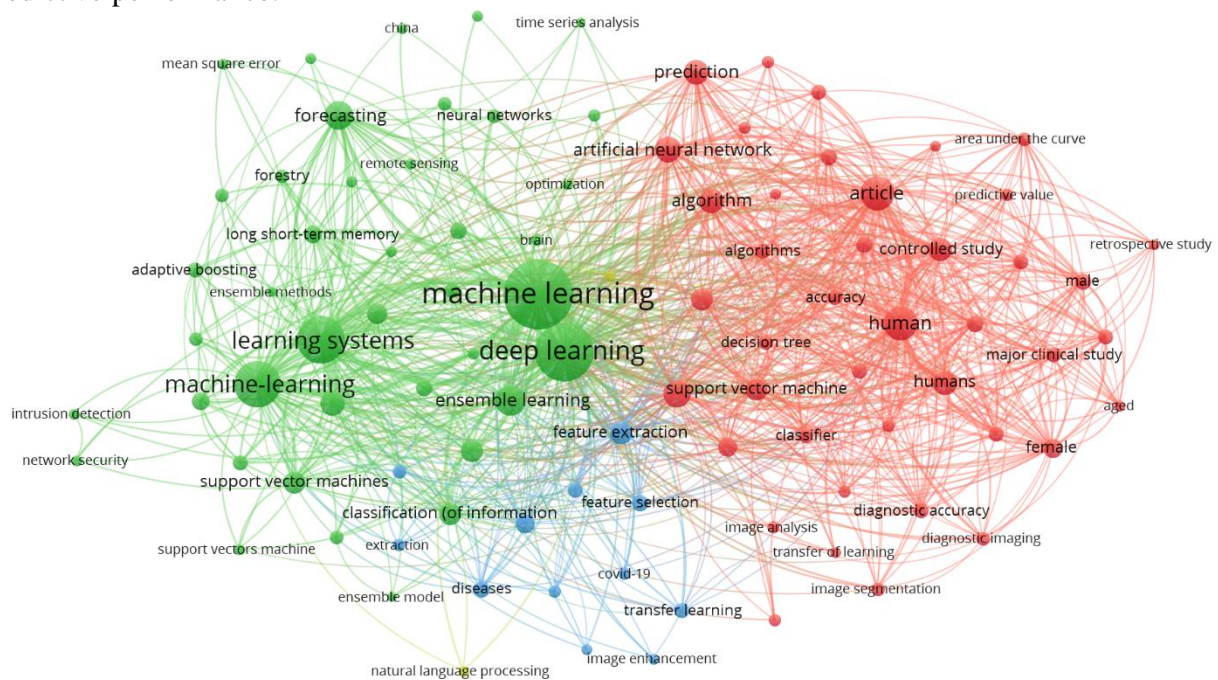 china
time series analysis
mean square error
prediction
forecasting
neural networks
area under the curve
artificial neural network
remote sensing
forestry
optimization
algorithm
article
predictive value
long short-term memory
brain
algorithms
controlled study
retrospective study
adaptive boosting
male
ensemble methods
machine learning
accuracy
human
learning systems
deep learning
decision tree
major clinical study
machine-learning
support vector machine
humans
ensemble learning
aged
intrusion detection
feature extraction
classifier
female
network security
support vector machines
feature selection
classification (of information
diagnostic accuracy
image analysis
diagnostic imaging
support vectors machine
extraction
transfer of learning
covid-19
diseases
image segmentation
ensemble model
transfer learning
image enhancement
natural language processing